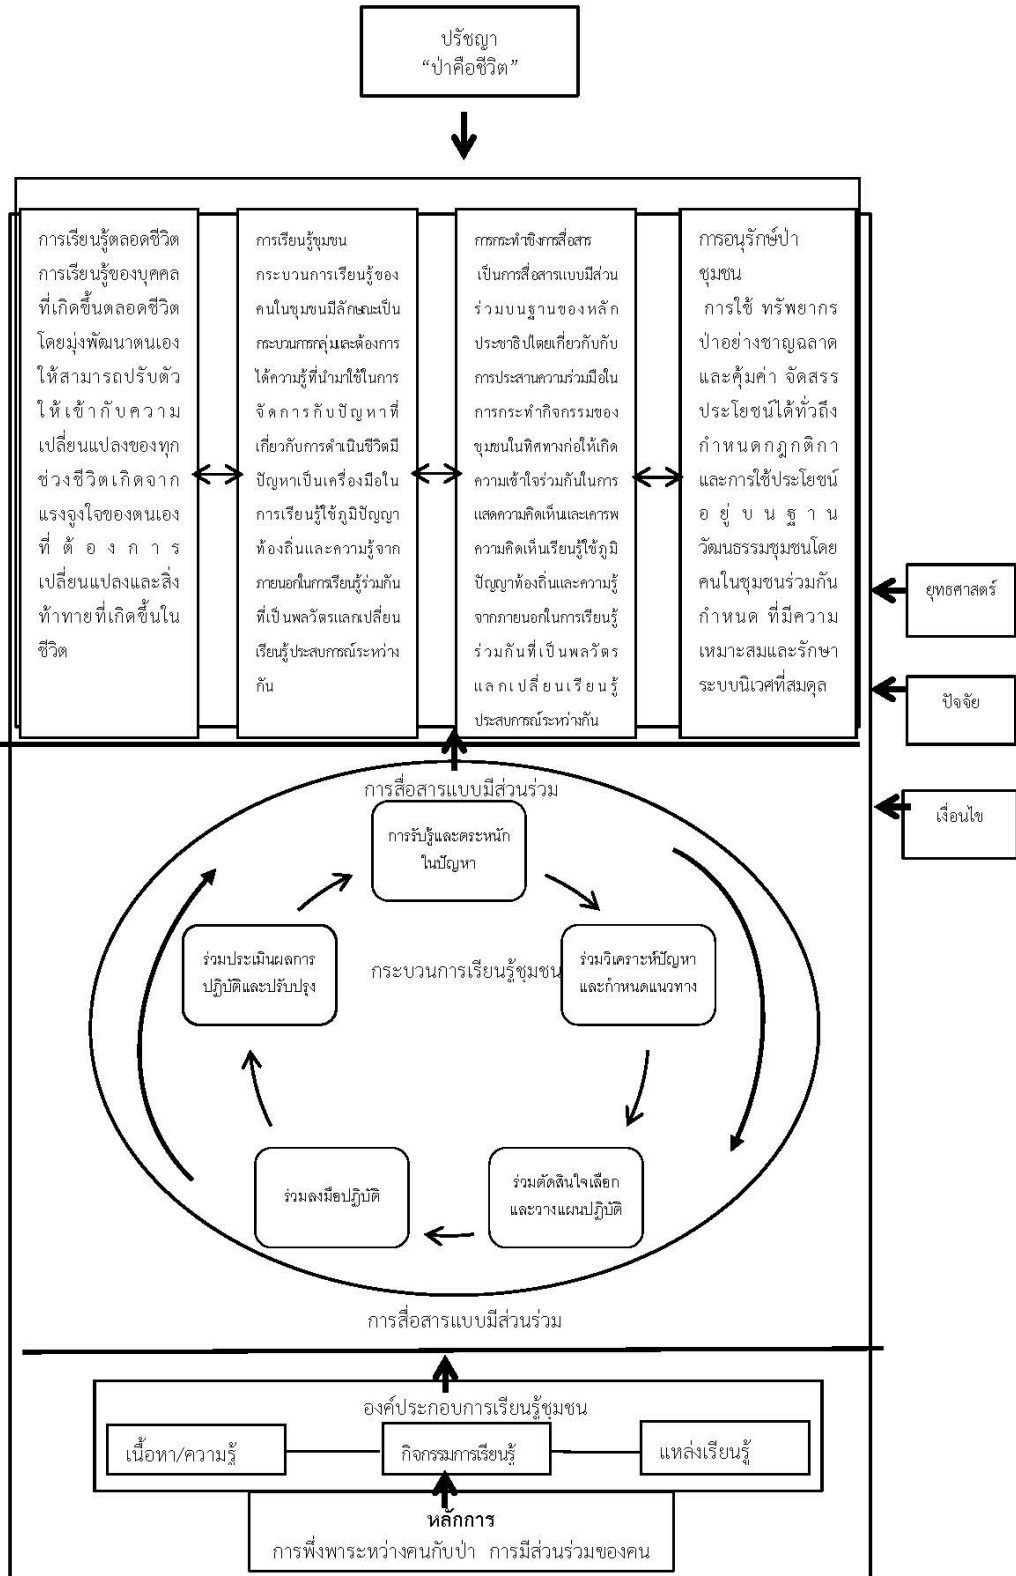 ปรัชญา
“ป่าคือชีวิต”
การเรียนรู้ตลอดชีวิต
การเรียนรู้ของบุคคล
ที่เกิดขึ้นตลอดชีวิต
โดยมุ่งพัฒนาตนเอง
ให้สามารถปรับตัว
ให้เข้ากับความ
เปลี่ยนแปลงของทุก
ช่วงชีวิตเกิดจาก
แรงจูงใจของตนเอง
ที่ต้องการ
เปลี่ยนแปลงและสิ่ง
ท้าทายที่เกิดขึ้นใน
ชีวิต
การเรียนรู้ชุมชน
กระบวนการเรียนรู้ของ
คนในชุมชนมีลักษณะเป็น
กระบวนการกลุ่มและต้องการ
ได้ความรู้ที่นำมาใช้ในการ
จัดการกับปัญหาที่
เกี่ยวกับการดำเนินชีวิตมี
ปัญหาเป็นเครื่องมือใน
การเรียนรู้ใช้ภูมิปัญญา
ท้องถิ่นและความรู้จาก
ภายนอกในการเรียนรู้ร่วมกัน
ที่เป็นพลวัตรแลกเปลี่ยน
เรียนรู้ประสบการณ์ระหว่าง
กัน
การกระทำเชิงการสื่อสาร
เป็นการสื่อสารแบบมีส่วน
ร่วมบนฐานของหลัก
ประชาธิปไตยเกี่ยวกับกับ
การประสานความร่วมมือใน
การกระทำกิจกรรมของ
ชุมชนในทิศทางก่อให้เกิด
ความเข้าใจร่วมกันในการ
แสดความคิดเห็นและเคารพ
ความคิดเห็นเรียนรู้ใช้ภูมิ
ปัญญาท้องถิ่นและความรู้
จากภายนอกในการเรียนรู้
ร่วมกันที่เป็นพลวัตร
แลกเปลี่ยนเรียนรู้
ประสบการณ์ระหว่างกัน
การอนุรักษ์ป่า
ชุมชน
การใช้ ทรัพยากร
ป่าอย่างชาญฉลาด
และคุ้มค่า จัดสรร
ประโยชน์ได้ทั่วถึง
กำหนดกฎกติกา
และการใช้ประโยชน์
อยู่บนฐาน
วัฒนธรรมชุมชนโดย
คนในชุมชนร่วมกัน
กำหนด ที่มีความ
เหมาะสมและรักษา
ระบบนิเวศที่สมดุล
ยุทธศาสตร์
ปัจจัย
เงื่อนไข
การสื่อสารแบบมีส่วนร่วม
การรับรู้และตระหนัก
ในปัญหา
ร่วมประเมินผลการ
ปฏิบัติและปรับปรุง
กระบวนการเรียนรู้ชุมชน
ร่วมวิเคราะห์ปัญหา
และกำหนดแนวทาง
ร่วมลงมือปฏิบัติ
ร่วมตัดสินใจเลือก
และวางแผนปฏิบัติ
การสื่อสารแบบมีส่วนร่วม
องค์ประกอบการเรียนรู้ชุมชน
เนื้อหา/ความรู้
กิจกรรมการเรียนรู้
แหล่งเรียนรู้
หลักการ
การพึ่งพาระหว่างคนกับป่า การมีส่วนร่วมของคน